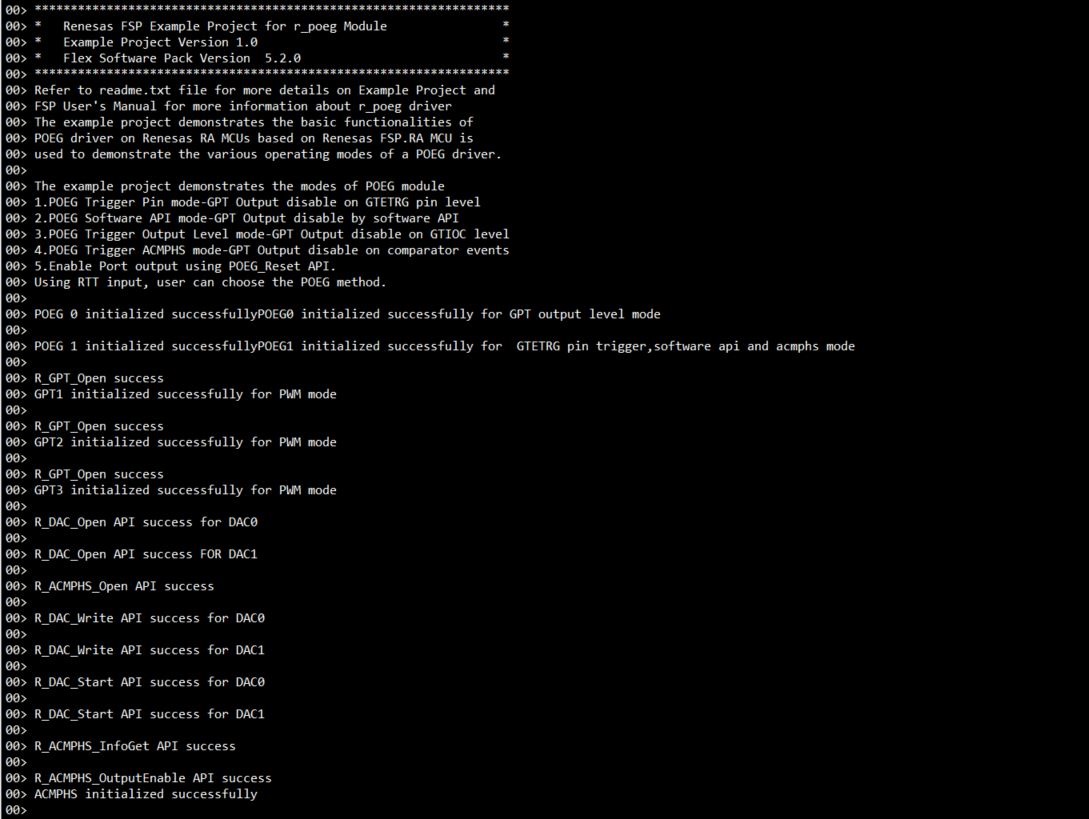 00> ******************************************************************
00> *   Renesas FSP Example Project for r_poeg Module                *
00> *   Example Project Version 1.0                                  *
00> *   Flex Software Pack Version  5.2.0                            *
00> ******************************************************************
00> Refer to readme.txt file for more details on Example Project and
00> FSP User's Manual for more information about r_poeg driver
00> The example project demonstrates the basic functionalities of
00> POEG driver on Renesas RA MCUs based on Renesas FSP.RA MCU is
00> used to demonstrate the various operating modes of a POEG driver.
00>
00> The example project demonstrates the modes of POEG module
00> 1.POEG Trigger Pin mode-GPT Output disable on GTETRG pin level
00> 2.POEG Software API mode-GPT Output disable by software API
00> 3.POEG Trigger Output Level mode-GPT Output disable on GTIOC level
00> 4.POEG Trigger ACMPHS mode-GPT Output disable on comparator events
00> 5.Enable Port output using POEG_Reset API.
00> Using RTT input, user can choose the POEG method.
00>
00> POEG 0 initialized successfullyPOEG0 initialized successfully for GPT output level mode
00>
00> POEG 1 initialized successfullyPOEG1 initialized successfully for  GTETRG pin trigger,software api and acmphs mode
00>
00> R_GPT_Open success
00> GPT1 initialized successfully for PWM mode
00>
00> R_GPT_Open success
00> GPT2 initialized successfully for PWM mode
00>
00> R_GPT_Open success
00> GPT3 initialized successfully for PWM mode
00>
00> R_DAC_Open API success for DAC0
00>
00> R_DAC_Open API success FOR DAC1
00>
00> R_ACMPHS_Open API success
00>
00> R_DAC_Write API success for DAC0
00>
00> R_DAC_Write API success for DAC1
00>
00> R_DAC_Start API success for DAC0
00>
00> R_DAC_Start API success for DAC1
00>
00> R_ACMPHS_InfoGet API success
00>
00> R_ACMPHS_OutputEnable API success
00> ACMPHS initialized successfully
00>